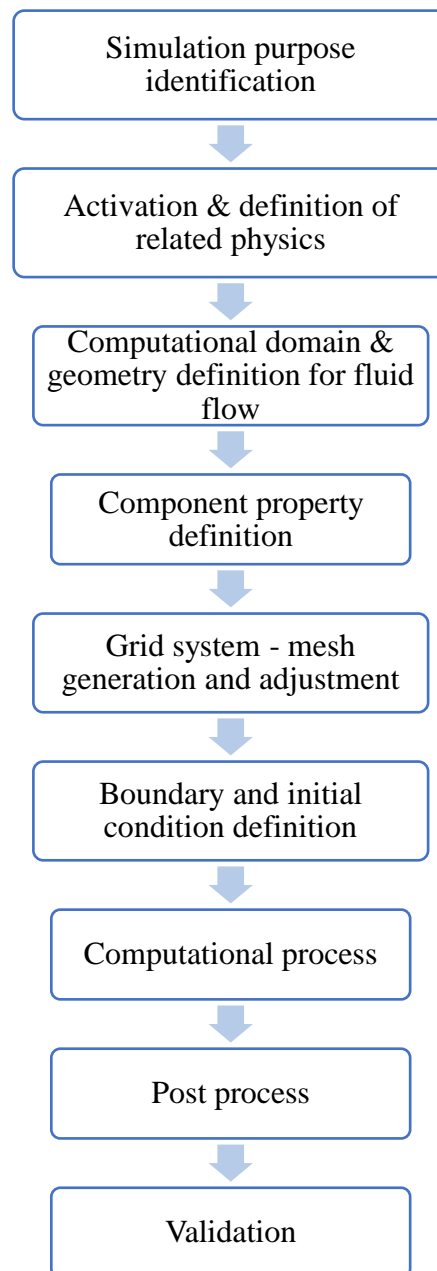 Simulation purpose
identification
Activation & definition of
related physics
Computational domain &
geometry definition for fluid
flow
Component property
definition
Grid system - mesh
generation and adjustment
Boundary and initial
condition definition
Computational process
Post process
Validation